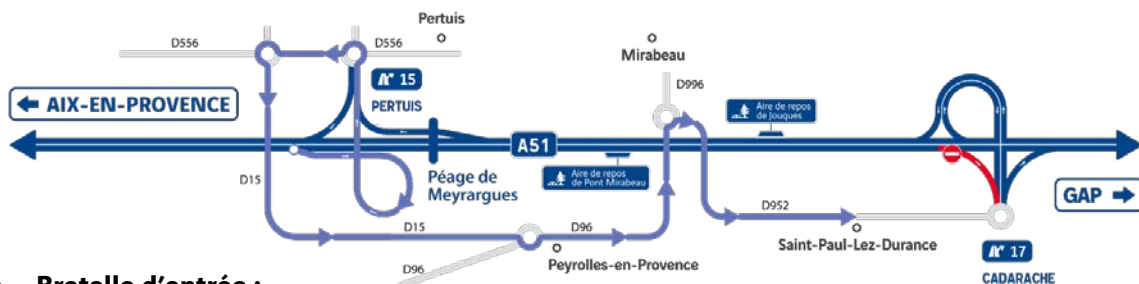 Pertuis
D556
D556
Mirabeau
D996
15
PERTUIS
AIX-EN-PROVENCE
Aire de repos
de Jouques
A51
Péage de
Meyrargues
Aire de repos
de Pont Mirabeau
D15
GAP
D952
D15
D96
Saint-Paul-Lez-Durance
Peyrolles-en-Provence
17
D96
CADARACHE
Bretelle d'entrée :